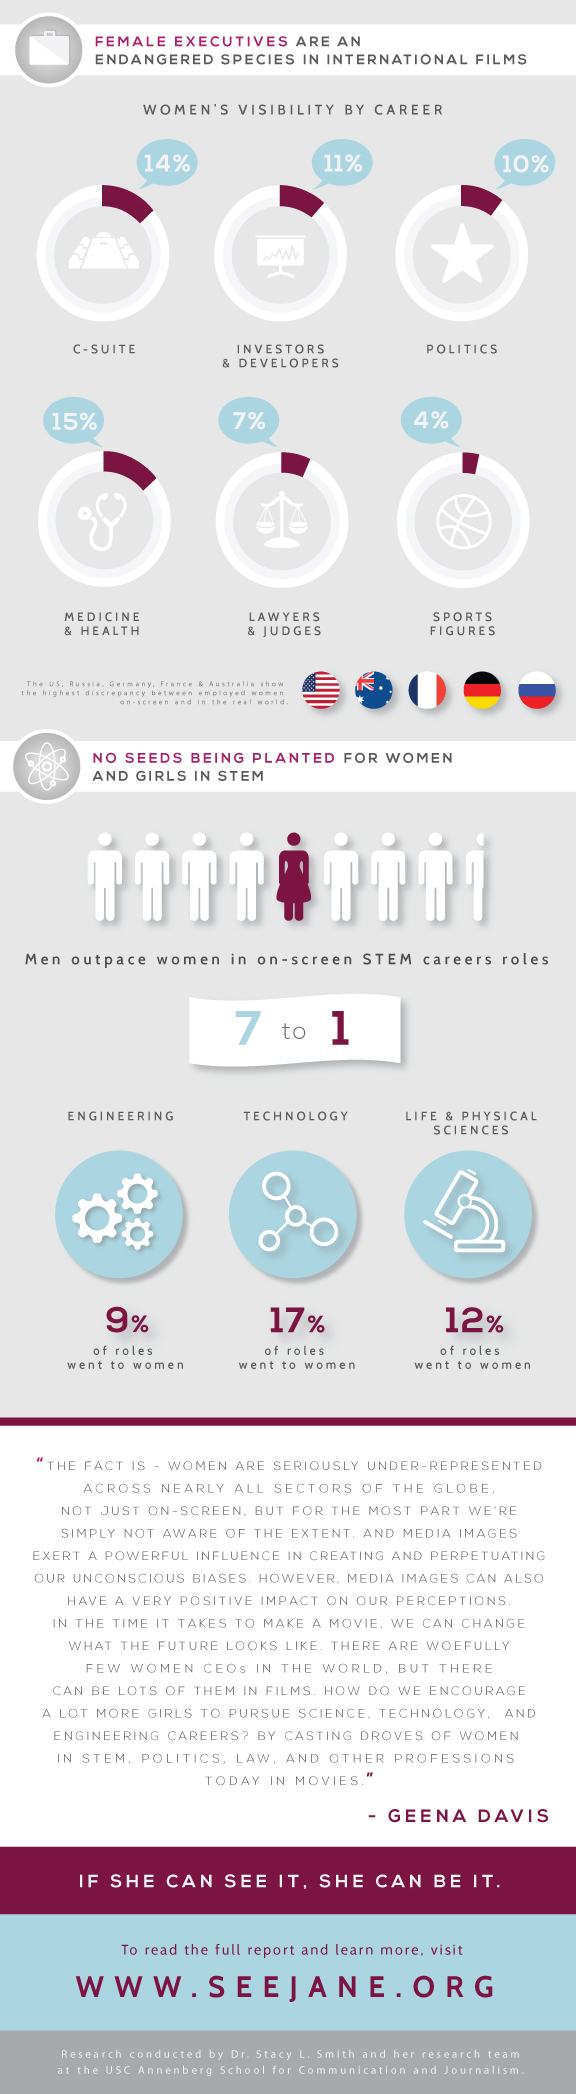 FEMALE EXECUTIVES ARE AN
ENDANGERED SPECIES IN INTERNATIONAL FILMS
WOMEN'S VISIBILITY BY CAREER
14%
11%
10%
C-SUITE
INVESTORS
& DEVELOPERS
POLITICS
15%
7%
4%
MEDICINE
& HEALTH
LAWYERS
& JUDGES
SPORTS
FIGURES
The US, Russia, Germany, France & Australia show
the highest discrepancy between employed women
on-screen and in the real world.
NO SEEDS BEING PLANTED FOR WOMEN
AND GIRLS IN STEM
Men outpace women in on-screen STEM careers roles
7 to 1
ENGINEERING
TECHNOLOGY
LIFE & PHYSICAL
SCIENCES
9%
of roles
went to women
17%
of roles
went to women
12%
of roles
went to women
"THE FACT IS - WOMEN ARE SERIOUSLY UNDER-REPRESENTED
ACROSS NEARLY ALL SECTORS OF THE GLOBE,
NOT JUST ON-SCREEN, BUT FOR THE MOST PART WE'RE
SIMPLY NOT AWARE OF THE EXTENT. AND MEDIA IMAGES
EXERT A POWERFUL INFLUENCE IN CREATING AND PERPETUATING
OUR UNCONSCIOUS BIASES. HOWEVER, MEDIA IMAGES CAN ALSO
HAVE A VERY POSITIVE IMPACT ON OUR PERCEPTIONS.
IN THE TIME IT TAKES TO MAKE A MOVIE, WE CAN CHANGE
WHAT THE FUTURE LOOKS LIKE. THERE ARE WOEFULLY
FEW WOMEN CEOs IN THE WORLD, BUT THERE
CAN BE LOTS OF THEM IN FILMS. HOW DO WE ENCOURAGE
A LOT MORE GIRLS TO PURSUE SCIENCE, TECHNOLOGY, AND
ENGINEERING CAREERS? BY CASTING DROVES OF WOMEN
IN STEM, POLITICS, LAW, AND OTHER PROFESSIONS
TODAY IN MOVIES."
- GEENA DAVIS
IF SHE CAN SEE IT, SHE CAN BE IT.
To read the full report and learn more, visit
WWW.SEEJANE.ORG
Research conducted by Dr. Stacy L. Smith and her research team
at the USC Annenberg School for Communication and Journalism.